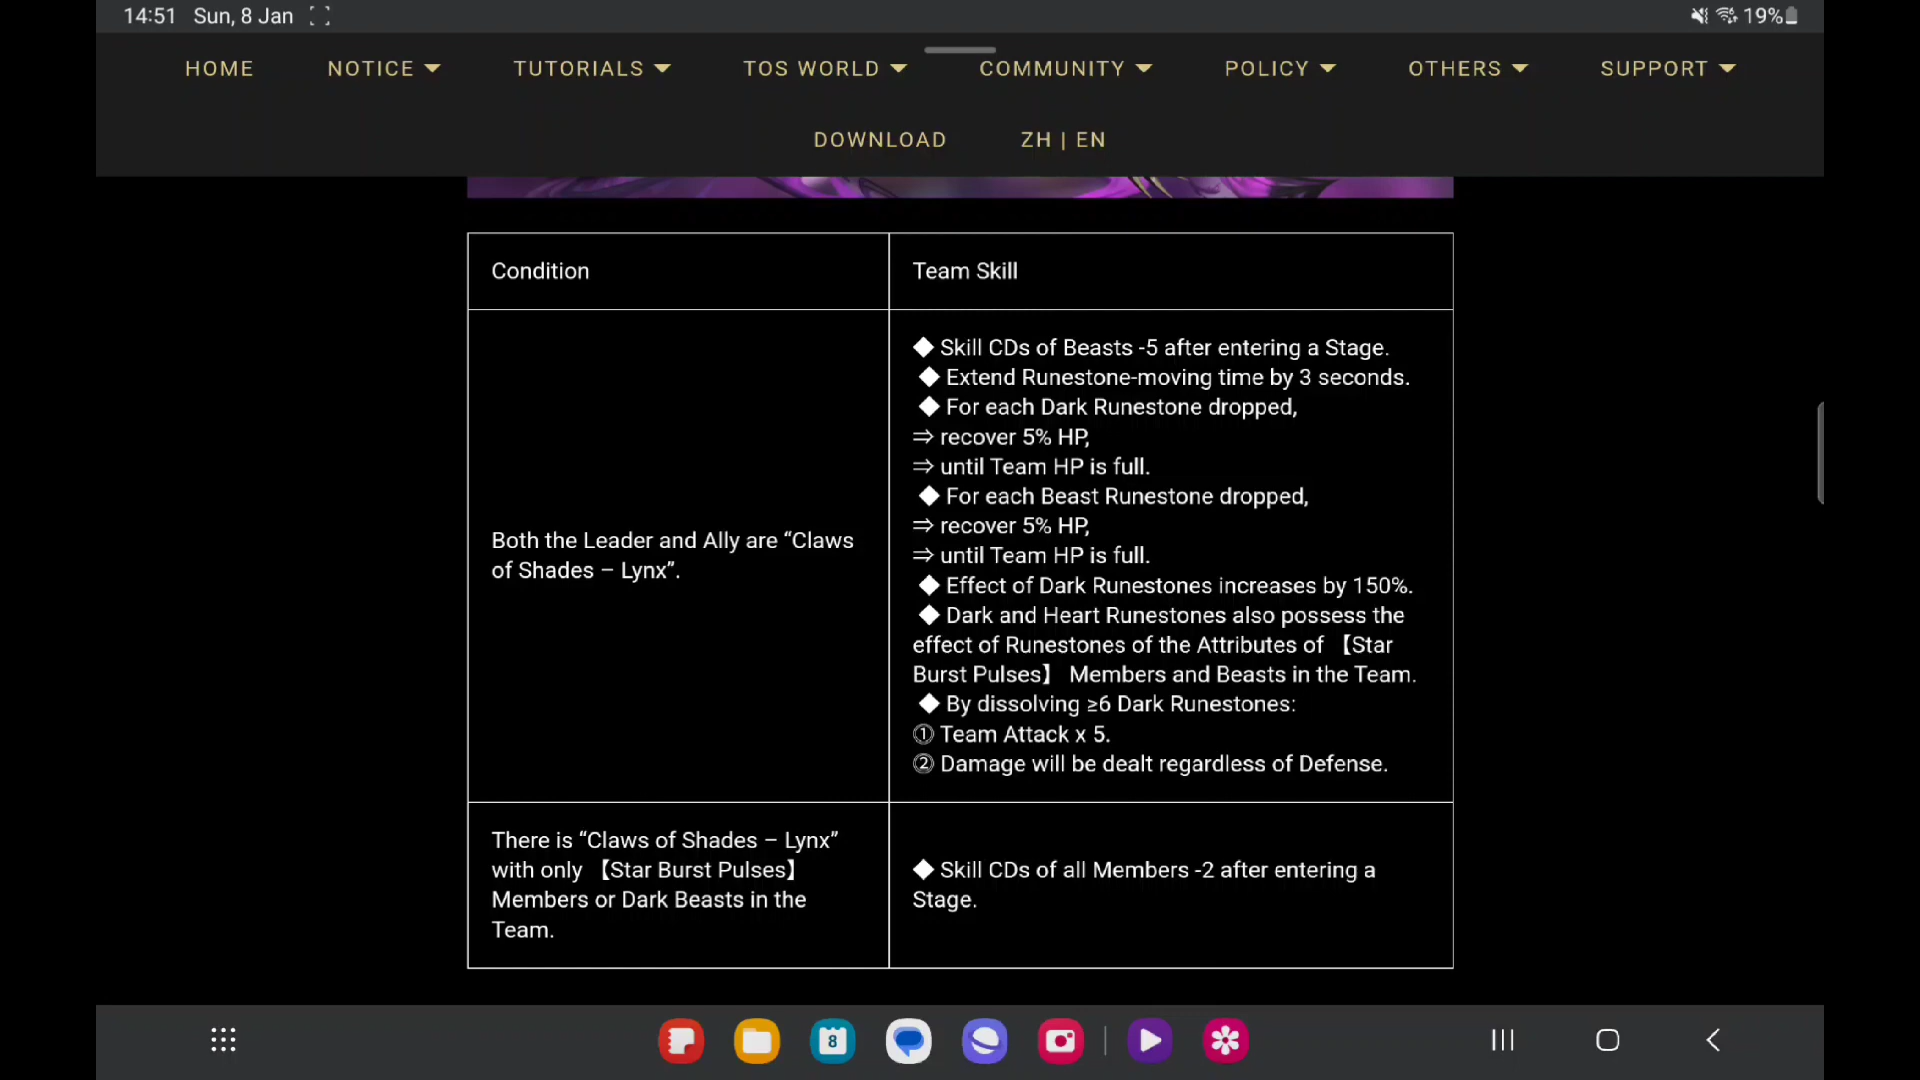 14:51 Sun, 8 Jan
19%
HOME NOTICE TUTORIALS TOS WORLD COMMUNITY POLICY OTHERS SUPPORT
DOWNLOAD ZH | EN
Condition
Team Skill
Both the Leader and Ally are “Claws
of Shades – Lynx”.
◆ Skill CDs of Beasts -5 after entering a Stage.
◆ Extend Runestone-moving time by 3 seconds.
◆ For each Dark Runestone dropped,
⇒ recover 5% HP,
⇒ until Team HP is full.
◆ For each Beast Runestone dropped,
⇒ recover 5% HP,
⇒ until Team HP is full.
◆ Effect of Dark Runestones increases by 150%.
◆ Dark and Heart Runestones also possess the
effect of Runestones of the Attributes of 【Star
Burst Pulses】 Members and Beasts in the Team.
◆ By dissolving ≥6 Dark Runestones:
① Team Attack x 5.
② Damage will be dealt regardless of Defense.
There is “Claws of Shades – Lynx”
with only 【Star Burst Pulses】
Members or Dark Beasts in the
Team.
◆ Skill CDs of all Members -2 after entering a
Stage.
8